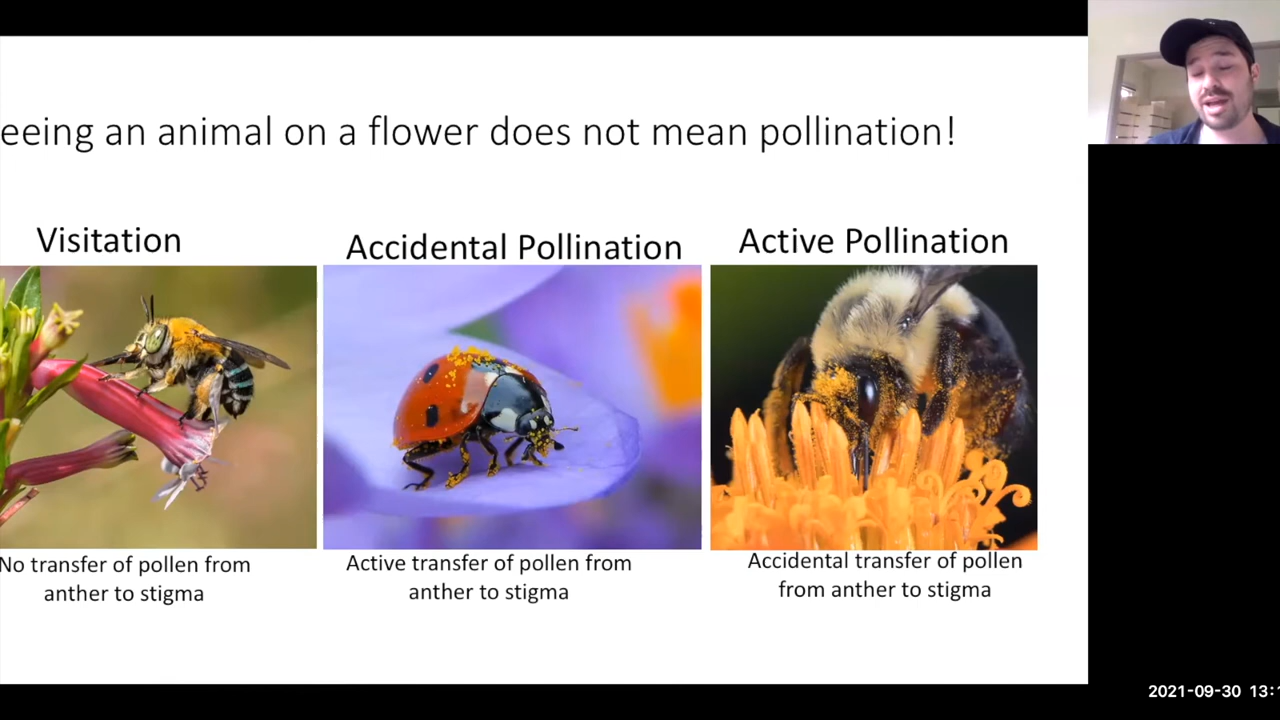 eeing an animal on a flower does not mean pollination!
Visitation
Accidental Pollination
Active Pollination
No transfer of pollen from
anther to stigma
Active transfer of pollen from
anther to stigma
Accidental transfer of pollen
from anther to stigma
2021-09-30 13:1